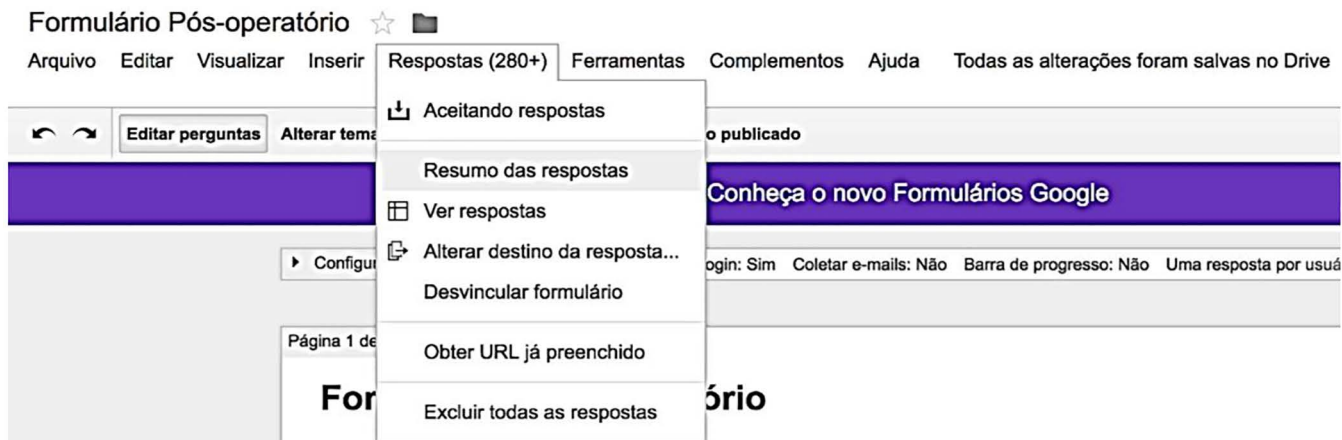 Formulário Pós-operatório
Arquivo Editar Visualizar Inserir Respostas (280+) Ferramentas Complementos Ajuda Todas as alterações foram salvas no Drive
Aceitando respostas
Editar perguntas Alterar tema o publicado
Resumo das respostas
Conheça o novo Formulários Google
Ver respostas
Alterar destino da resposta...
Configu ogin: Sim Coletar e-mails: Não Barra de progresso: Não Uma resposta por usuá
Desvincular formulário
Página 1 de
Obter URL já preenchido
For ório
Excluir todas as respostas